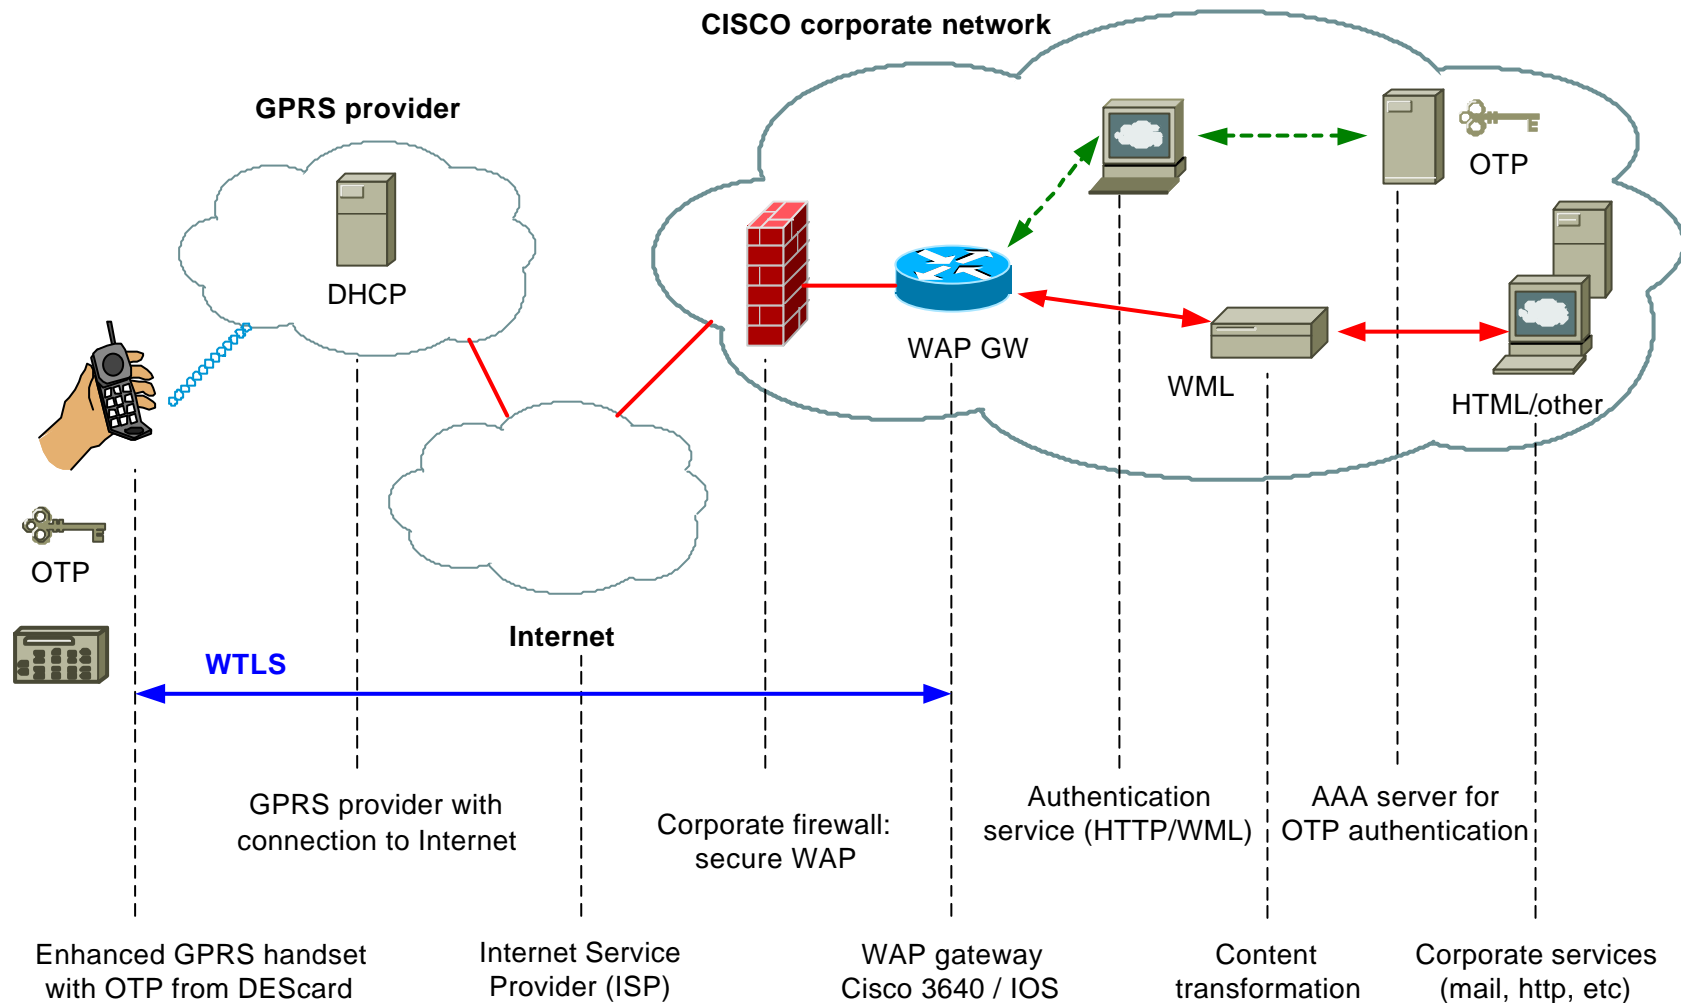 CISCO corporate network
GPRS provider
DHCP
OTP
WAP GW
WML
HTML/other
OTP
Internet
WTLS
GPRS provider with
connection to Internet
Corporate firewall:
secure WAP
Authentication
service (HTTP/WML)
AAA server for
OTP authentication
Enhanced GPRS handset
with OTP from DEScard
Internet Service
Provider (ISP)
WAP gateway
Cisco 3640 / IOS
Content
transformation
Corporate services
(mail, http, etc)